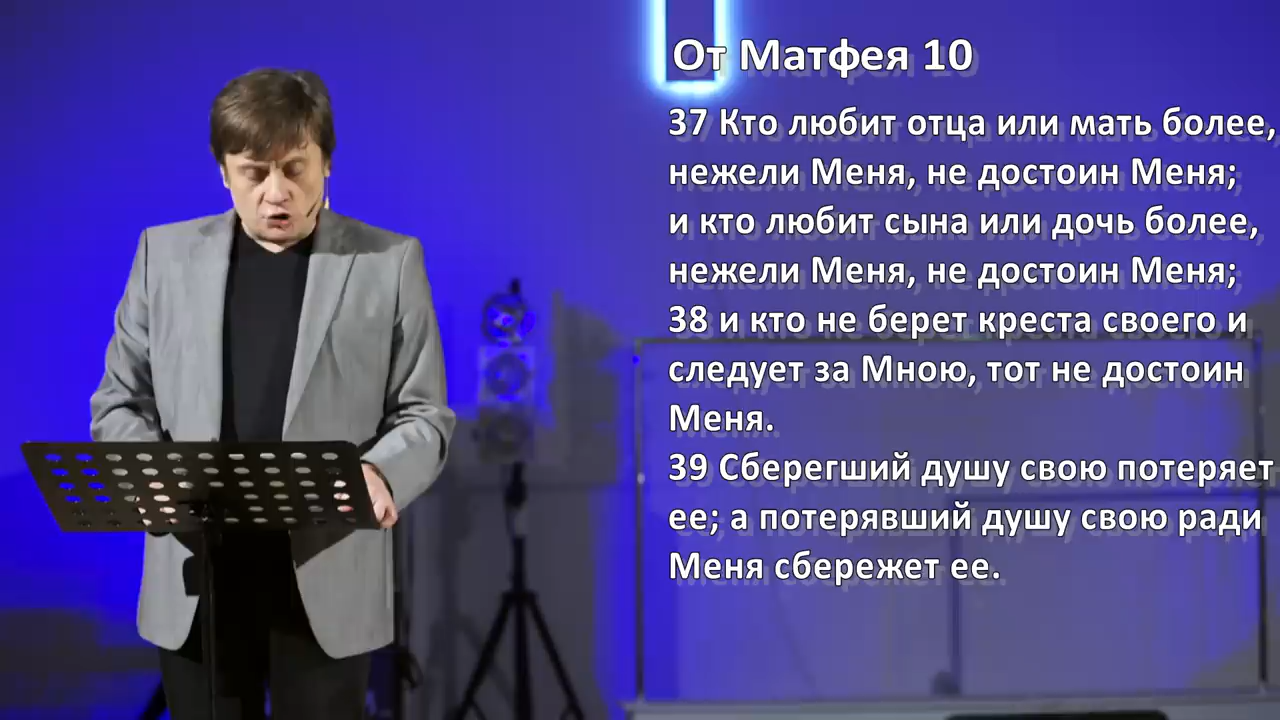 От Матфея 10
37 Кто любит отца или мать более,
нежели Меня, не достоин Меня;
и кто любит сына или дочь более,
нежели Меня, не достоин Меня;
38 и кто не берет креста своего и
следует за Мною, тот не достоин
Меня.
39 Сберегший душу свою потеряет
ее; а потерявший душу свою ради
Меня сбережет ее.